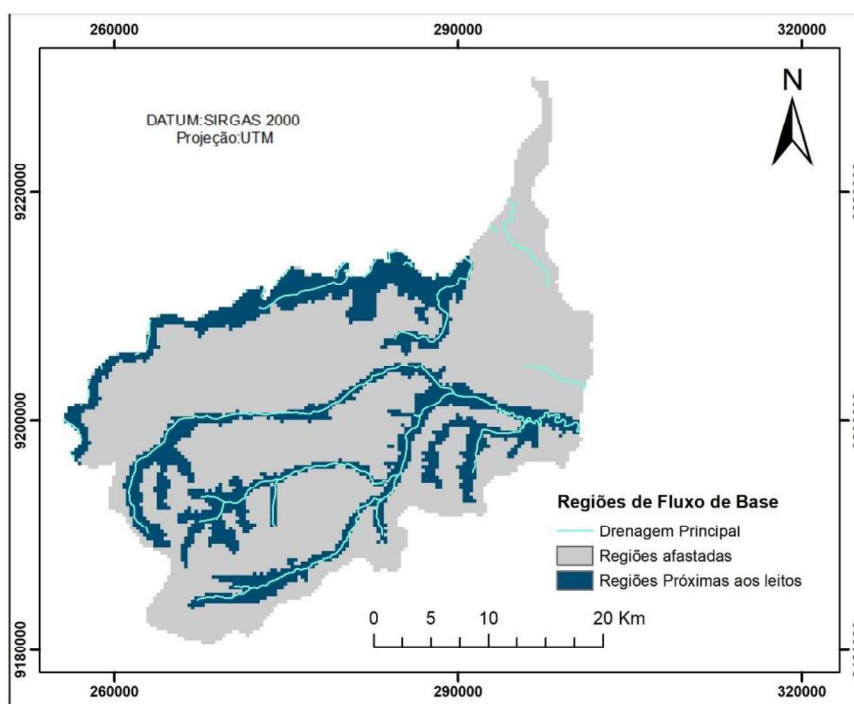 260000 290000 320000
N
DATUM:SIRGAS 2000
Projeção:UTM
9220000
9200000
9180000
Regiões de Fluxo de Base
Drenagem Principal
Regiões afastadas
Regiões Próximas aos leitos
0 5 10 20 Km
260000 290000 320000